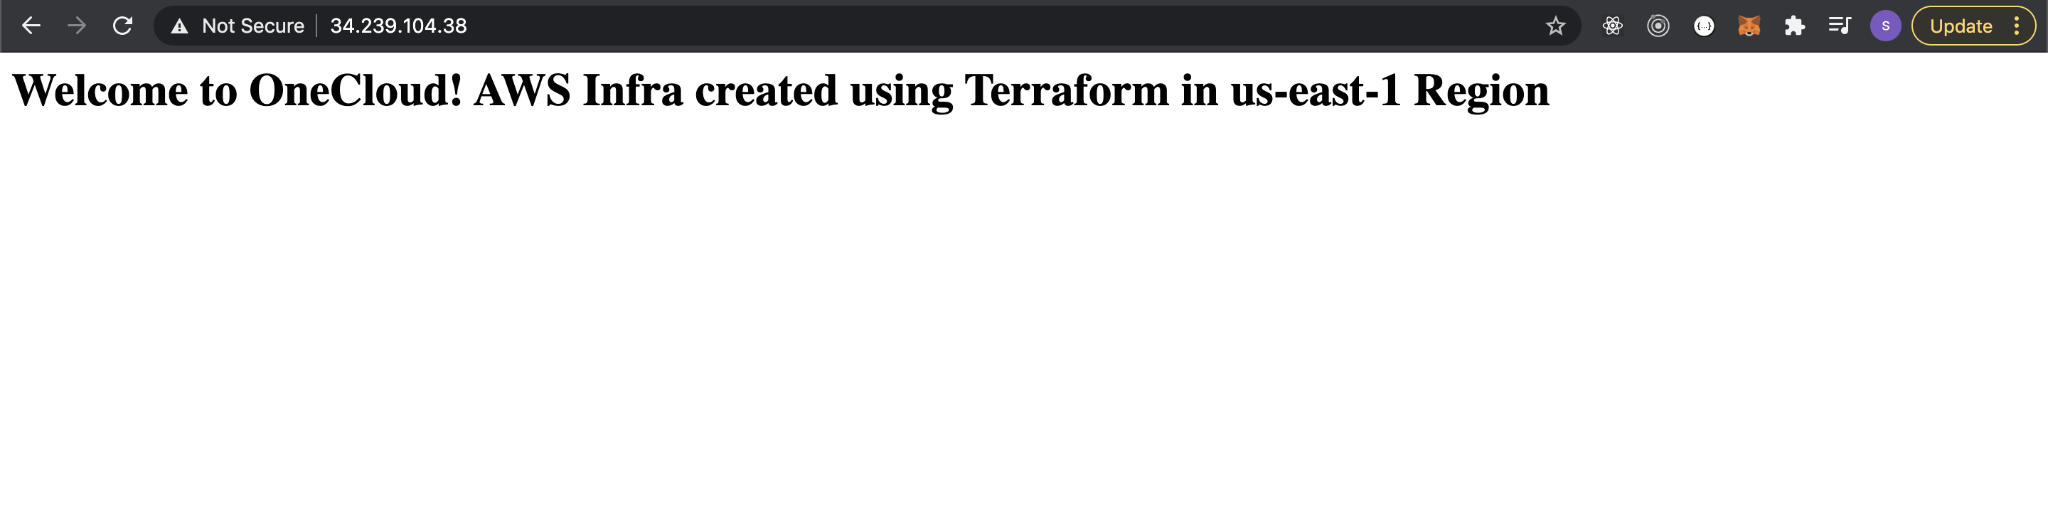 Not Secure 34.239.104.38 {...} S Update
Welcome to OneCloud! AWS Infra created using Terraform in us-east-1 Region